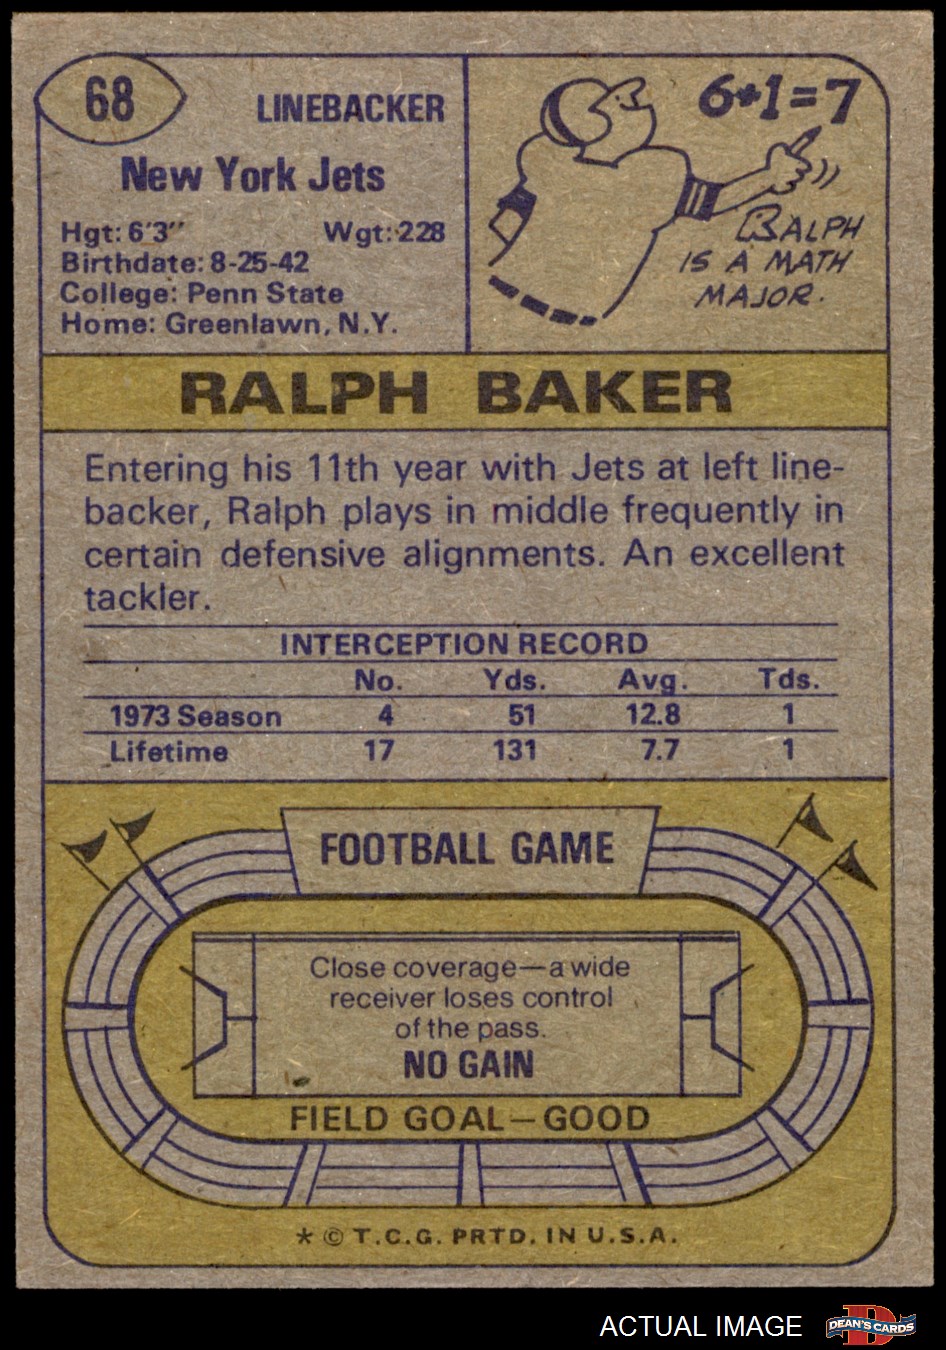 68
LINEBACKER
New York Jets
Hgt: 6'3" Wgt: 228
Birthdate: 8-25-42
College: Penn State
Home: Greenlawn, N.Y.
6+1=7
RALPH
IS A MATH
MAJOR.
RALPH BAKER
Entering his 11th year with Jets at left line-
backer, Ralph plays in middle frequently in
certain defensive alignments. An excellent
tackler.
INTERCEPTION RECORD
No. Yds. Avg. Tds.
1973 Season 4 51 12.8 1
Lifetime 17 131 7.7 1
FOOTBALL GAME
Close coverage—a wide
receiver loses control
of the pass.
NO GAIN
FIELD GOAL—GOOD
* © T.C.G. PRTD. IN U.S.A.
ACTUAL IMAGE
D
DEAN'S CARDS